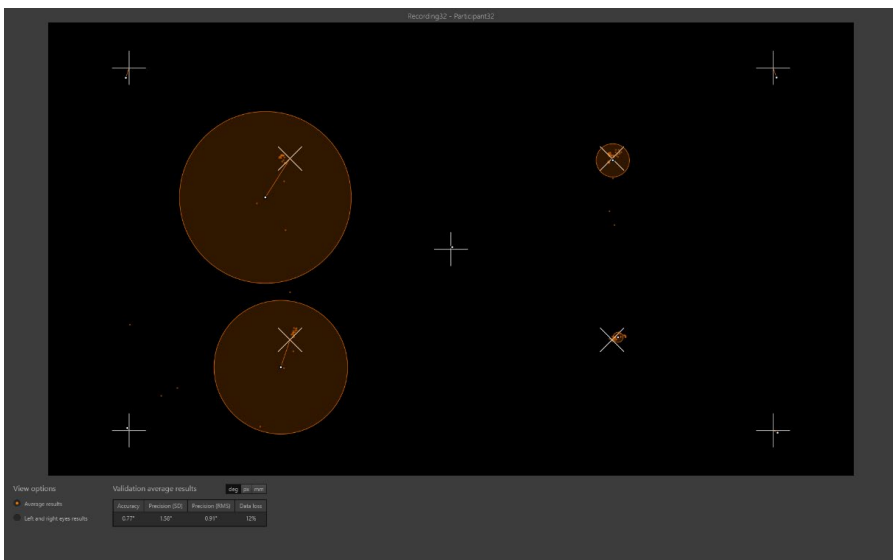 Recording32 - Participant32
View options
Average results
Left and right eyes results
Validation average results
deg px mm
Accuracy Precision (SD) Precision (RMS) Data loss
0.77° 1.50° 0.91° 12%